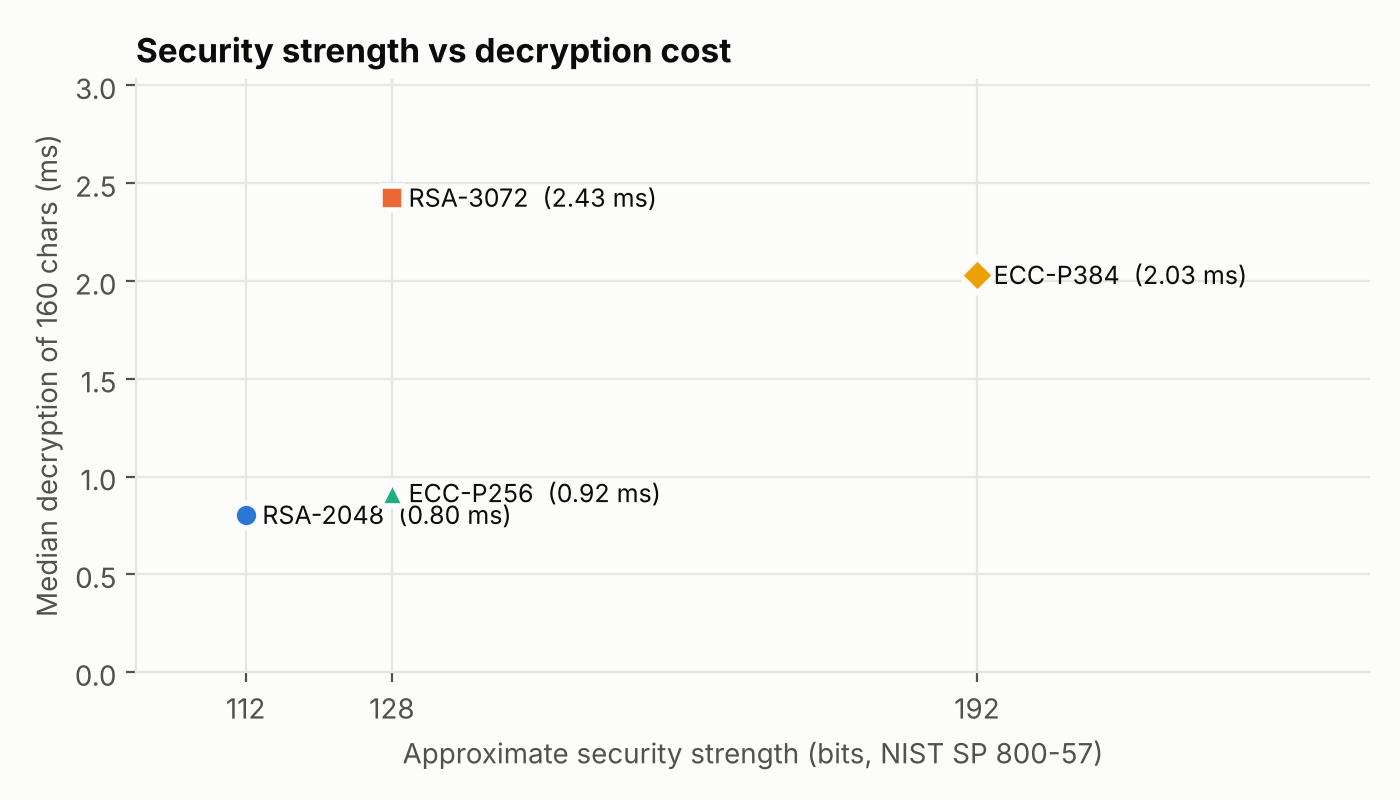 Security strength vs decryption cost
3.0
2.5
2.0
1.5
1.0
0.5
0.0
Median decryption of 160 chars (ms)
RSA-3072 (2.43 ms)
ECC-P384 (2.03 ms)
ECC-P256 (0.92 ms)
RSA-2048 (0.80 ms)
112
128
192
Approximate security strength (bits, NIST SP 800-57)